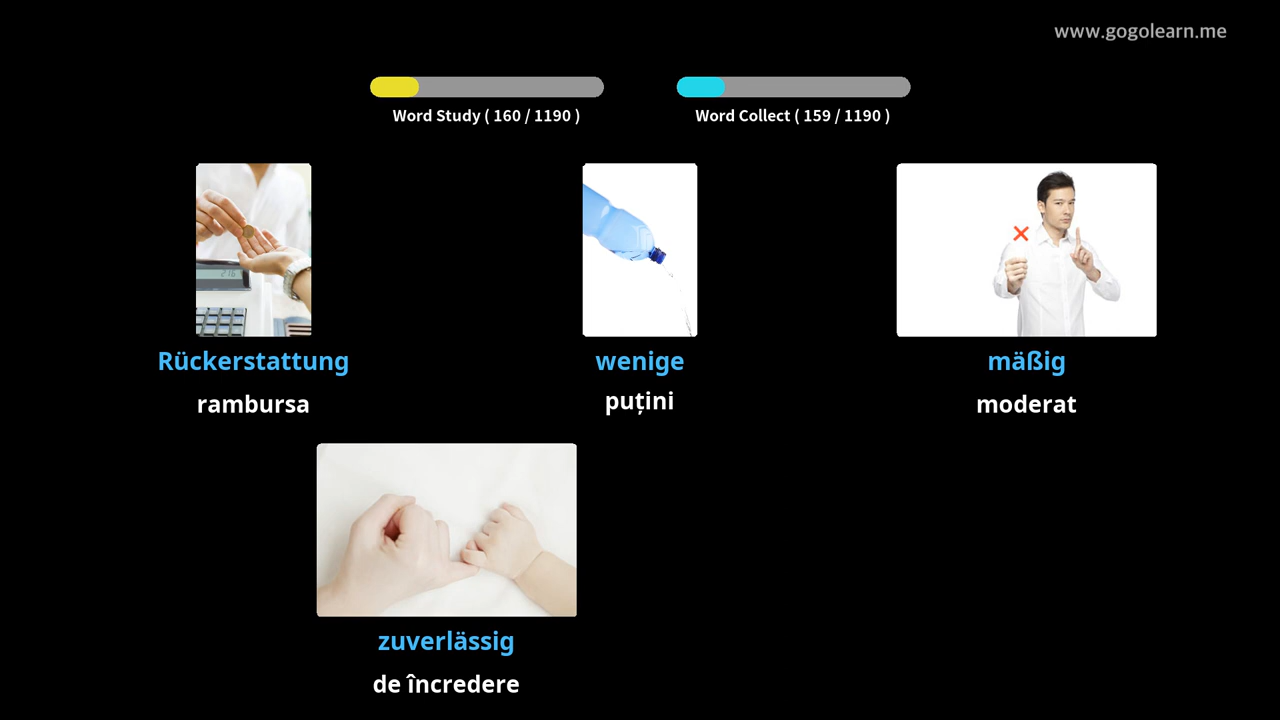 www.gogolearn.me
Word Study ( 160 / 1190 )
Word Collect ( 159 / 1190 )
Rückerstattung
rambursa
wenige
puțini
mäßig
moderat
zuverlässig
de încredere